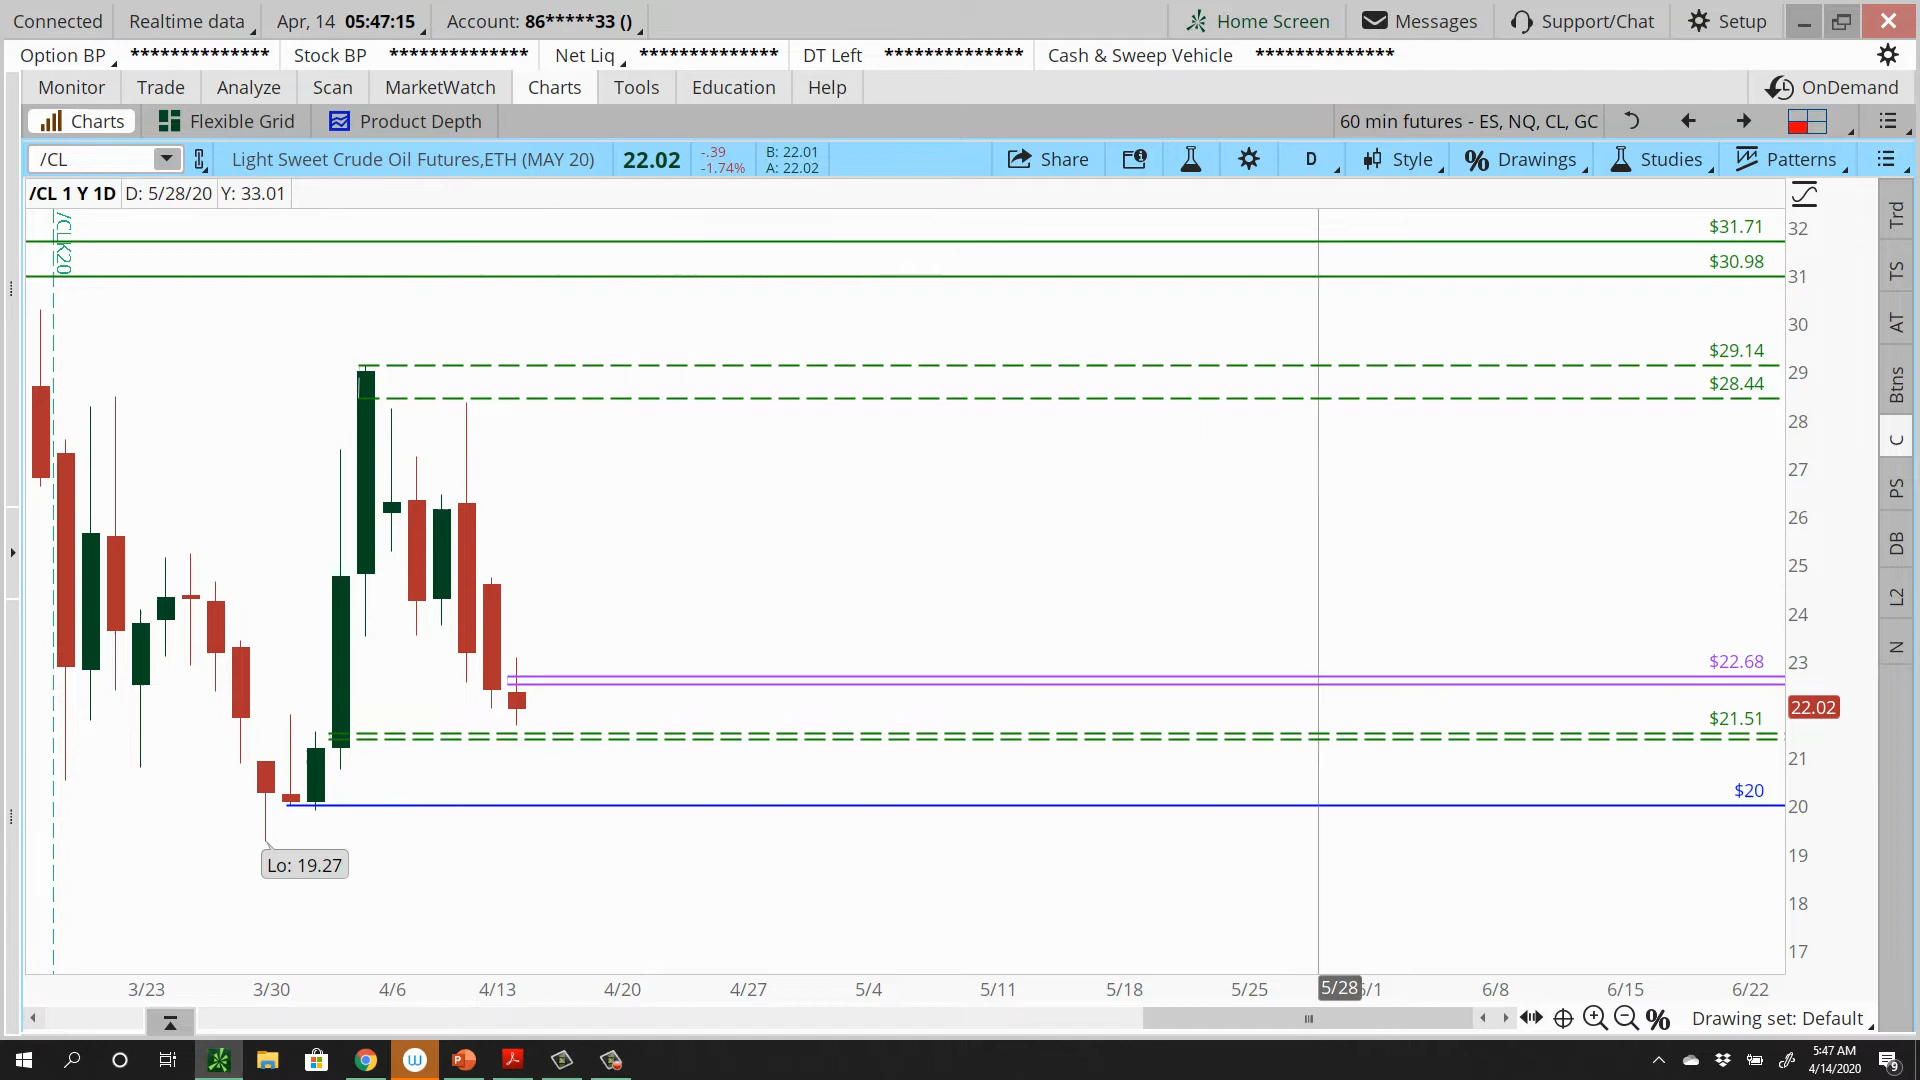 Connected Realtime data Apr, 14 05:47:15 Account: 86*****33 () Home Screen Messages Support/Chat Setup
Option BP ************** Stock BP ************** Net Liq ************** DT Left ************** Cash & Sweep Vehicle **************
Monitor Trade Analyze Scan MarketWatch Charts Tools Education Help OnDemand
Charts Flexible Grid Product Depth 60 min futures - ES, NQ, CL, GC
/CL Light Sweet Crude Oil Futures,ETH (MAY 20) 22.02 -.39 -1.74% B: 22.01 A: 22.02 Share D Style Drawings Studies Patterns
/CL 1 Y 1D D: 5/28/20 Y: 33.01
/CLK20
$31.71
$30.98
$29.14
$28.44
$22.68
$21.51
$20
Lo: 19.27
32
31
30
29
28
27
26
25
24
23
22.02
21
20
19
18
17
Trd
TS
AT
Btns
C
PS
DB
L2
N
3/23 3/30 4/6 4/13 4/20 4/27 5/4 5/11 5/18 5/25 5/28 6/1 6/8 6/15 6/22
Drawing set: Default
5:47 AM
4/14/2020
9